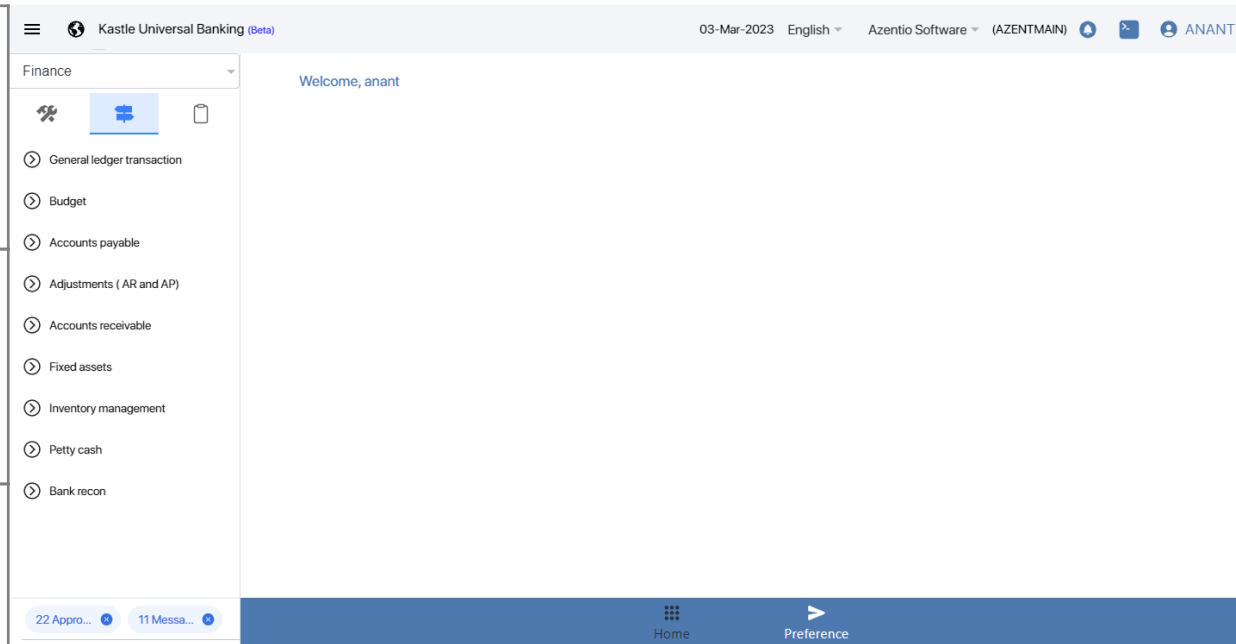 Kastle Universal Banking (Beta)
03-Mar-2023 English Azentio Software (AZENTMAIN) ANANT
Finance
Welcome, anant
General ledger transaction
Budget
Accounts payable
Adjustments ( AR and AP)
Accounts receivable
Fixed assets
Inventory management
Petty cash
Bank recon
22 Appro... 11 Messa...
Home Preference